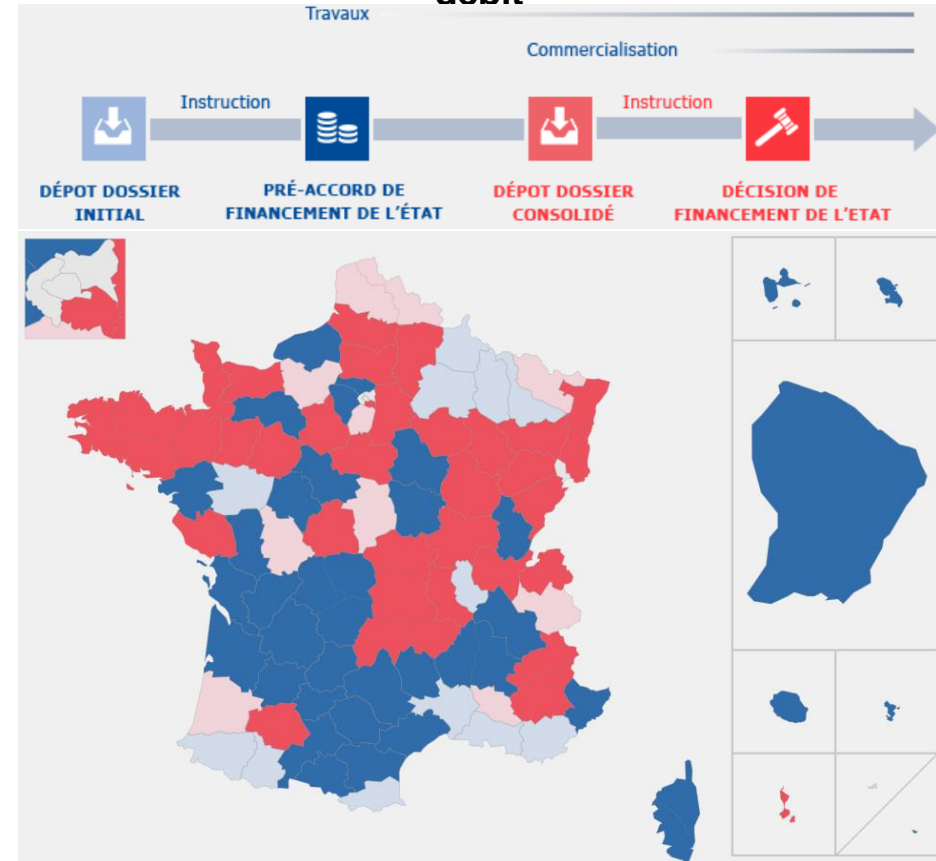 débit
Travaux
Commercialisation
Instruction
Instruction
DÉPOT DOSSIER
INITIAL
PRÉ-ACCORD DE
FINANCEMENT DE L'ÉTAT
DÉPOT DOSSIER
CONSOLIDÉ
DÉCISION DE
FINANCEMENT DE L'ETAT